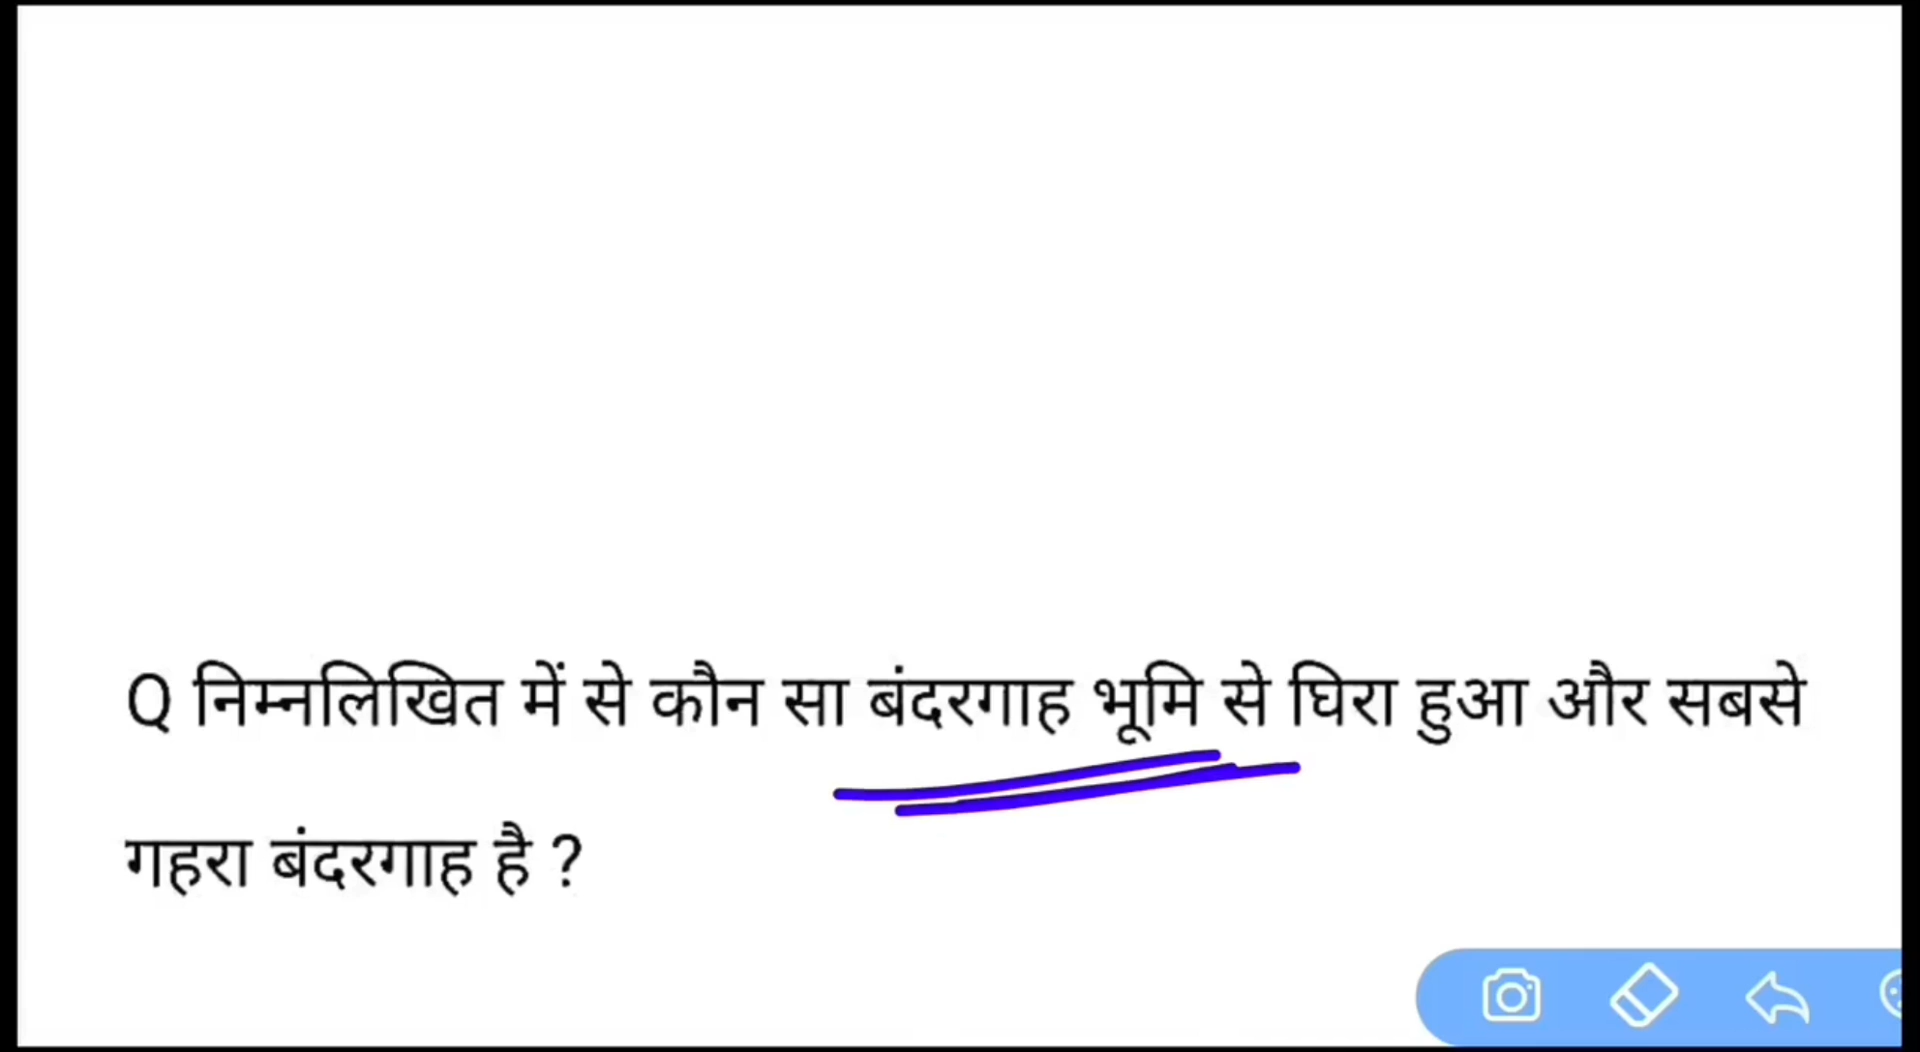 Q निम्नलिखित में से कौन सा बंदरगाह भूमि से घिरा हुआ और सबसे
गहरा बंदरगाह है ?